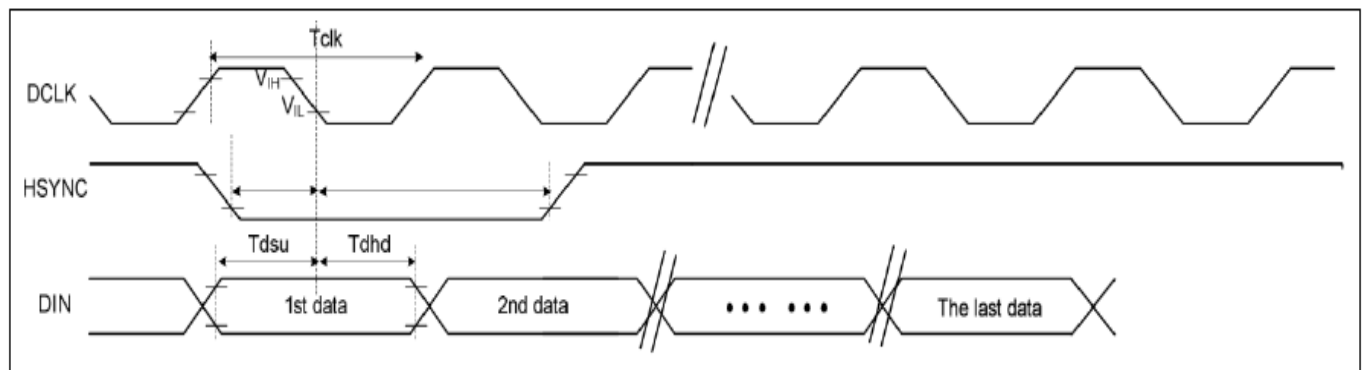 Tclk
DCLK
VIH
VIL
HSYNC
Tdsu
Tdhd
DIN
1st data
2nd data
••• •••
The last data